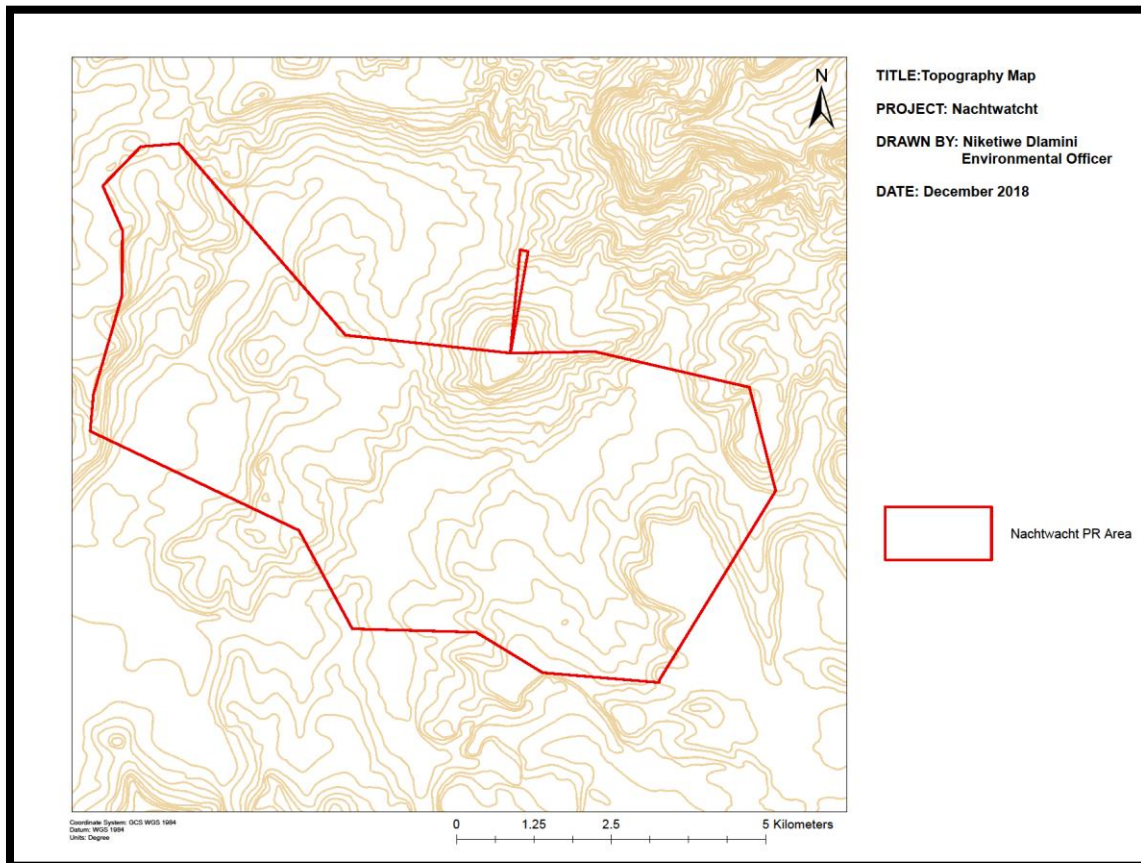 N
TITLE:Topography Map
PROJECT: Nachtwatcht
DRAWN BY: Niketiwe Dlamini
Environmental Officer
DATE: December 2018
Nachtwacht PR Area
Coordinate System: GCS WGS 1984
Datum: WGS 1984
Units: Degree
0 1.25 2.5 5 Kilometers